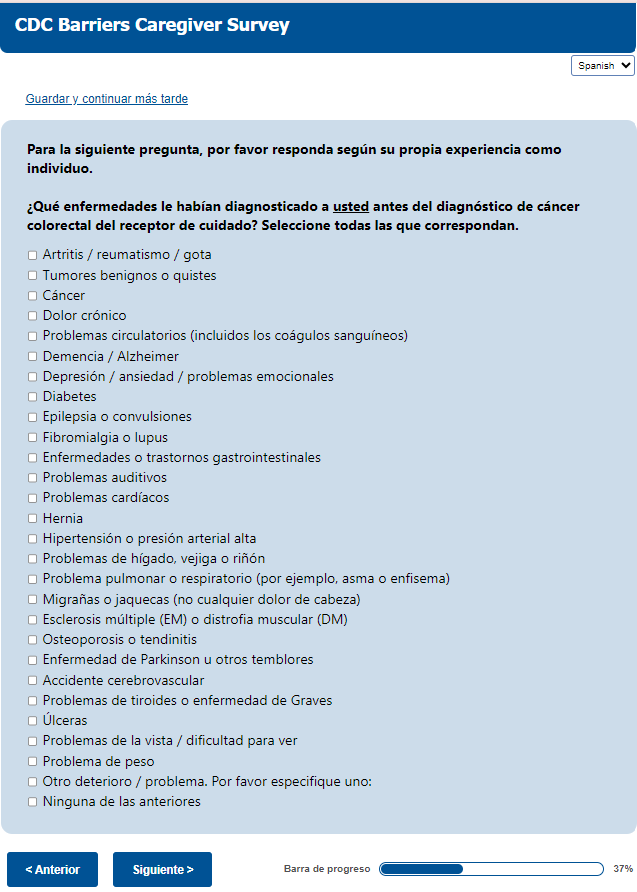 CDC Barriers Caregiver Survey
Spanish
Guardar y continuar más tarde
Para la siguiente pregunta, por favor responda según su propia experiencia como
individuo.
¿Qué enfermedades le habían diagnosticado a usted antes del diagnóstico de cáncer
colorectal del receptor de cuidado? Seleccione todas las que correspondan.
Artritis / reumatismo / gota
Tumores benignos o quistes
Cáncer
Dolor crónico
Problemas circulatorios (incluidos los coágulos sanguíneos)
Demencia / Alzheimer
Depresión / ansiedad / problemas emocionales
Diabetes
Epilepsia o convulsiones
Fibromialgia o lupus
Enfermedades o trastornos gastrointestinales
Problemas auditivos
Problemas cardíacos
Hernia
Hipertensión o presión arterial alta
Problemas de hígado, vejiga o riñón
Problema pulmonar o respiratorio (por ejemplo, asma o enfisema)
Migrañas o jaquecas (no cualquier dolor de cabeza)
Esclerosis múltiple (EM) o distrofia muscular (DM)
Osteoporosis o tendinitis
Enfermedad de Parkinson u otros temblores
Accidente cerebrovascular
Problemas de tiroides o enfermedad de Graves
Úlceras
Problemas de la vista / dificultad para ver
Problema de peso
Otro deterioro / problema. Por favor especifique uno:
Ninguna de las anteriores
< Anterior
Siguiente >
Barra de progreso
37%